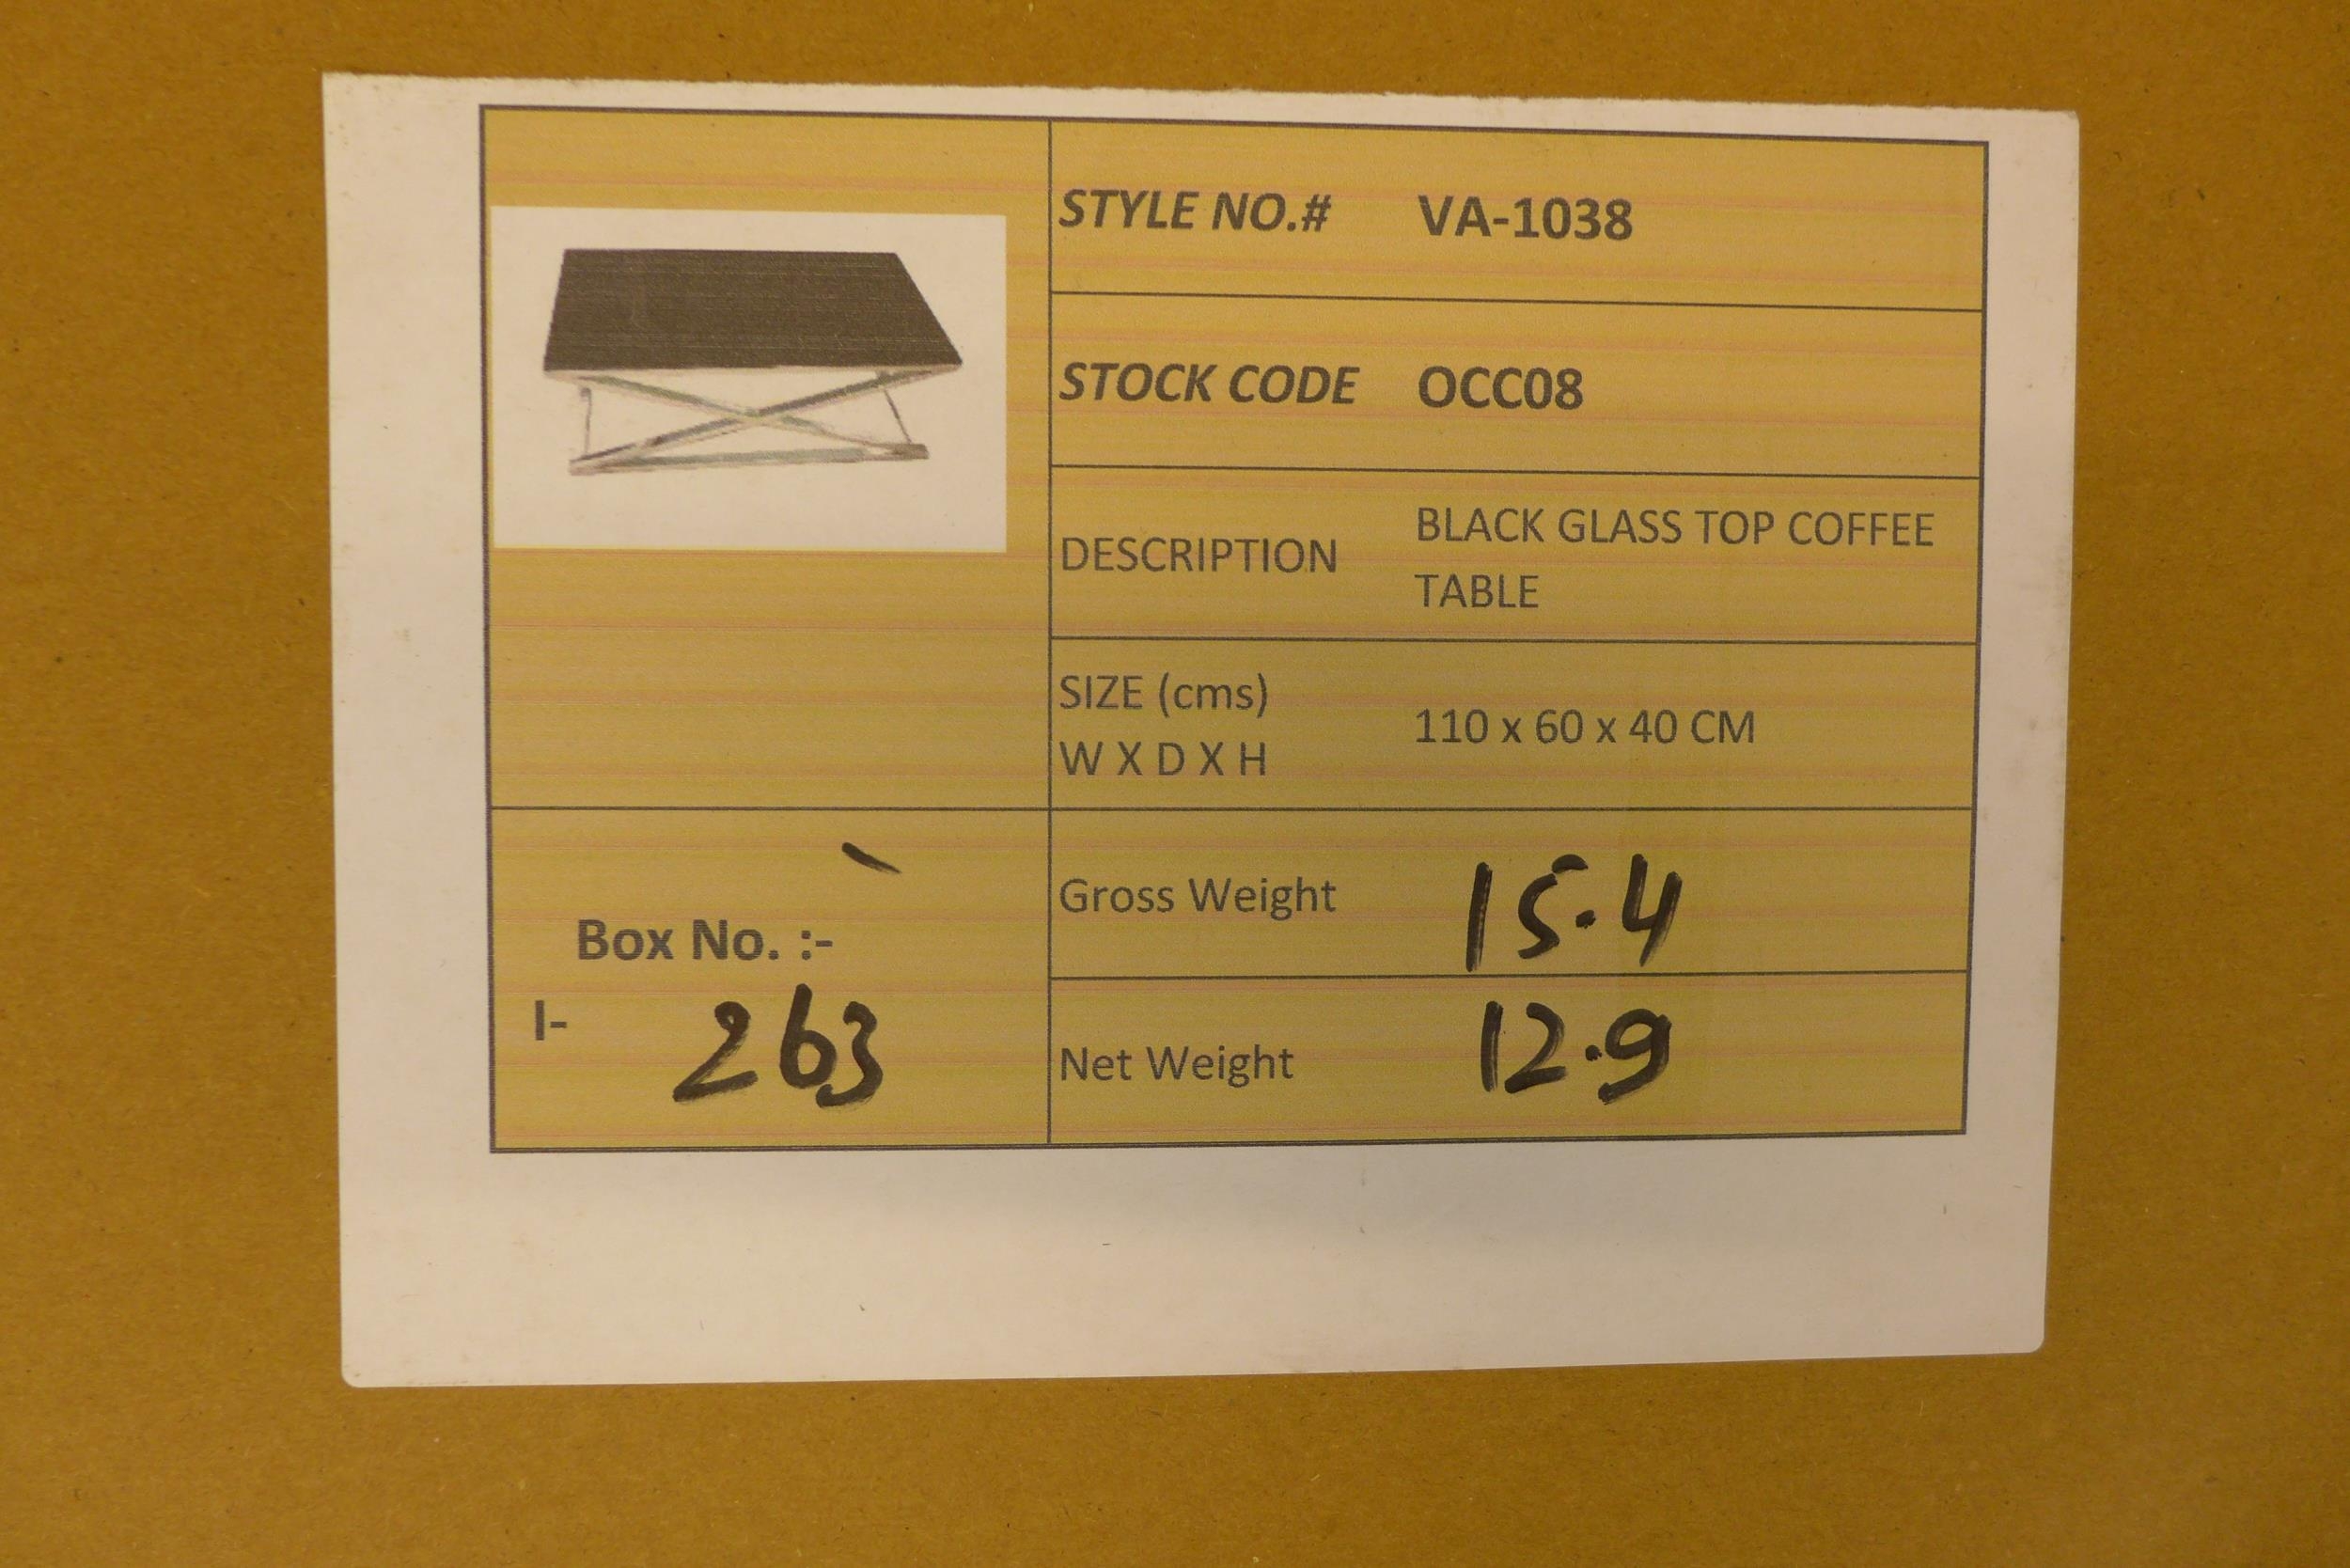 STYLE NO.# VA-1038
STOCK CODE OCC08
DESCRIPTION BLACK GLASS TOP COFFEE
TABLE
SIZE (cms)
W X D X H 110 x 60 x 40 CM
Gross Weight 15.4
Net Weight 12.9
Box No. :-
I- 263